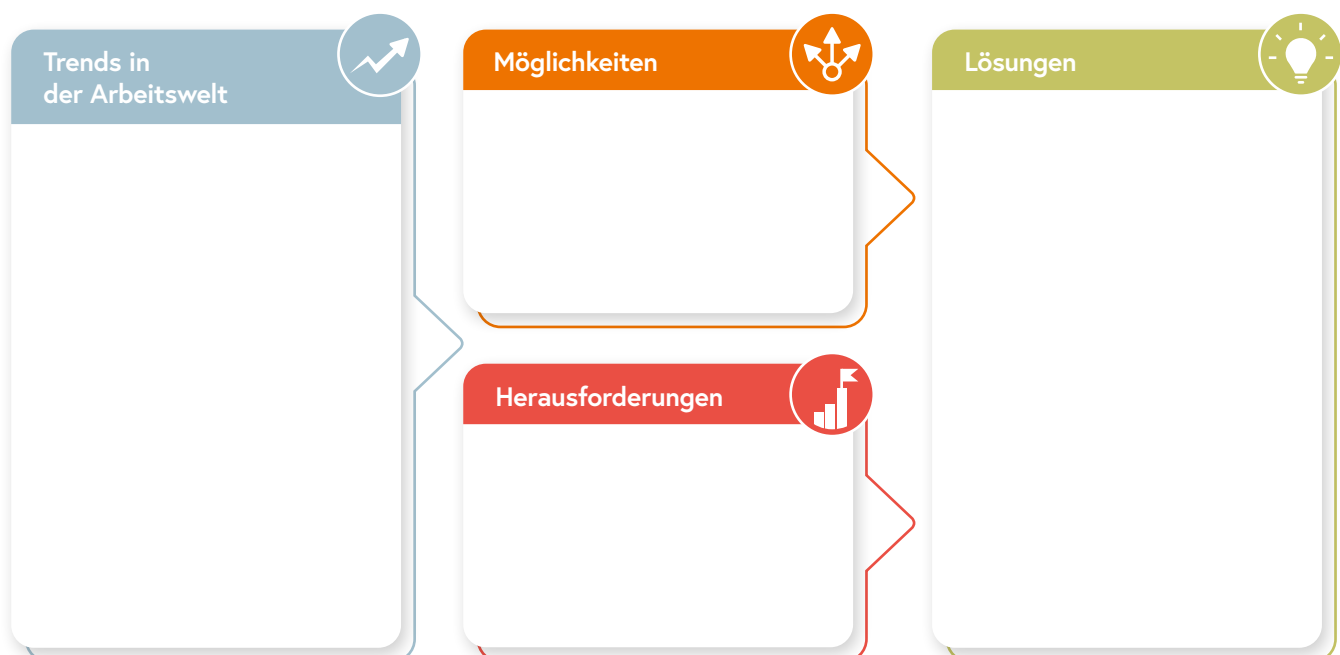 Trends in
der Arbeitswelt
Möglichkeiten
Herausforderungen
Lösungen